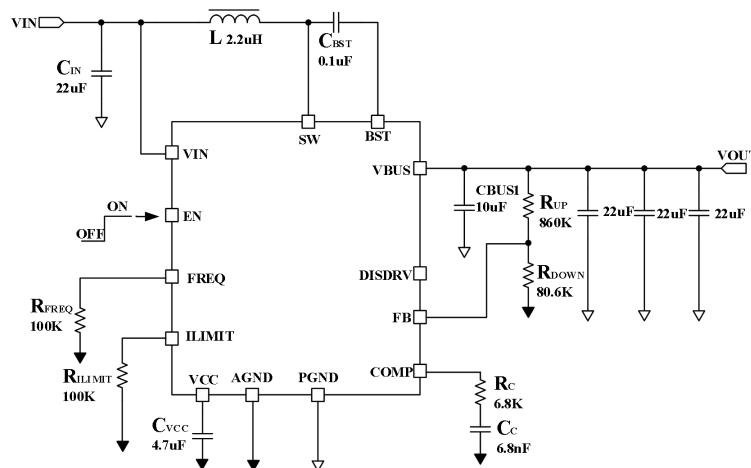 VIN
L 2.2uH
CBST
0.1uF
CIN
22uF
SW
BST
VIN
VBUS
VOUT
CBUS1
10uF
RUP
860K
22uF
22uF
22uF
ON
OFF
EN
DISDRV
RDOWN
80.6K
FREQ
RFREQ
100K
FB
ILIMIT
RILIMIT
100K
COMP
VCC
AGND
PGND
RC
6.8K
CVCC
4.7uF
CC
6.8nF